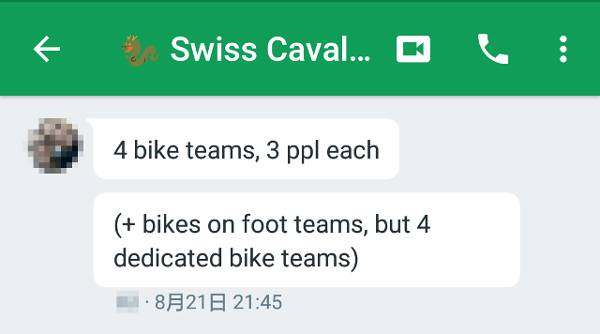 Swiss Caval...
4 bike teams, 3 ppl each
(+ bikes on foot teams, but 4
dedicated bike teams)
· 8月21日 21:45